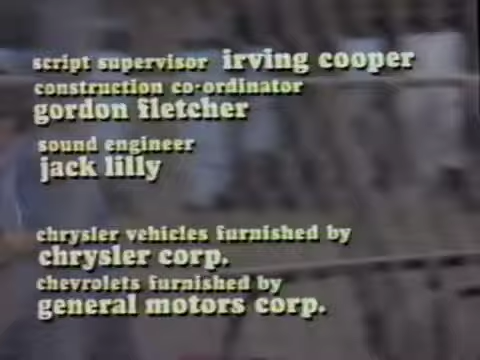 script supervisor irving cooper
construction co-ordinator
gordon fletcher
sound engineer
jack lilly
chrysler vehicles furnished by
chrysler corp.
chevrolets furnished by
general motors corp.